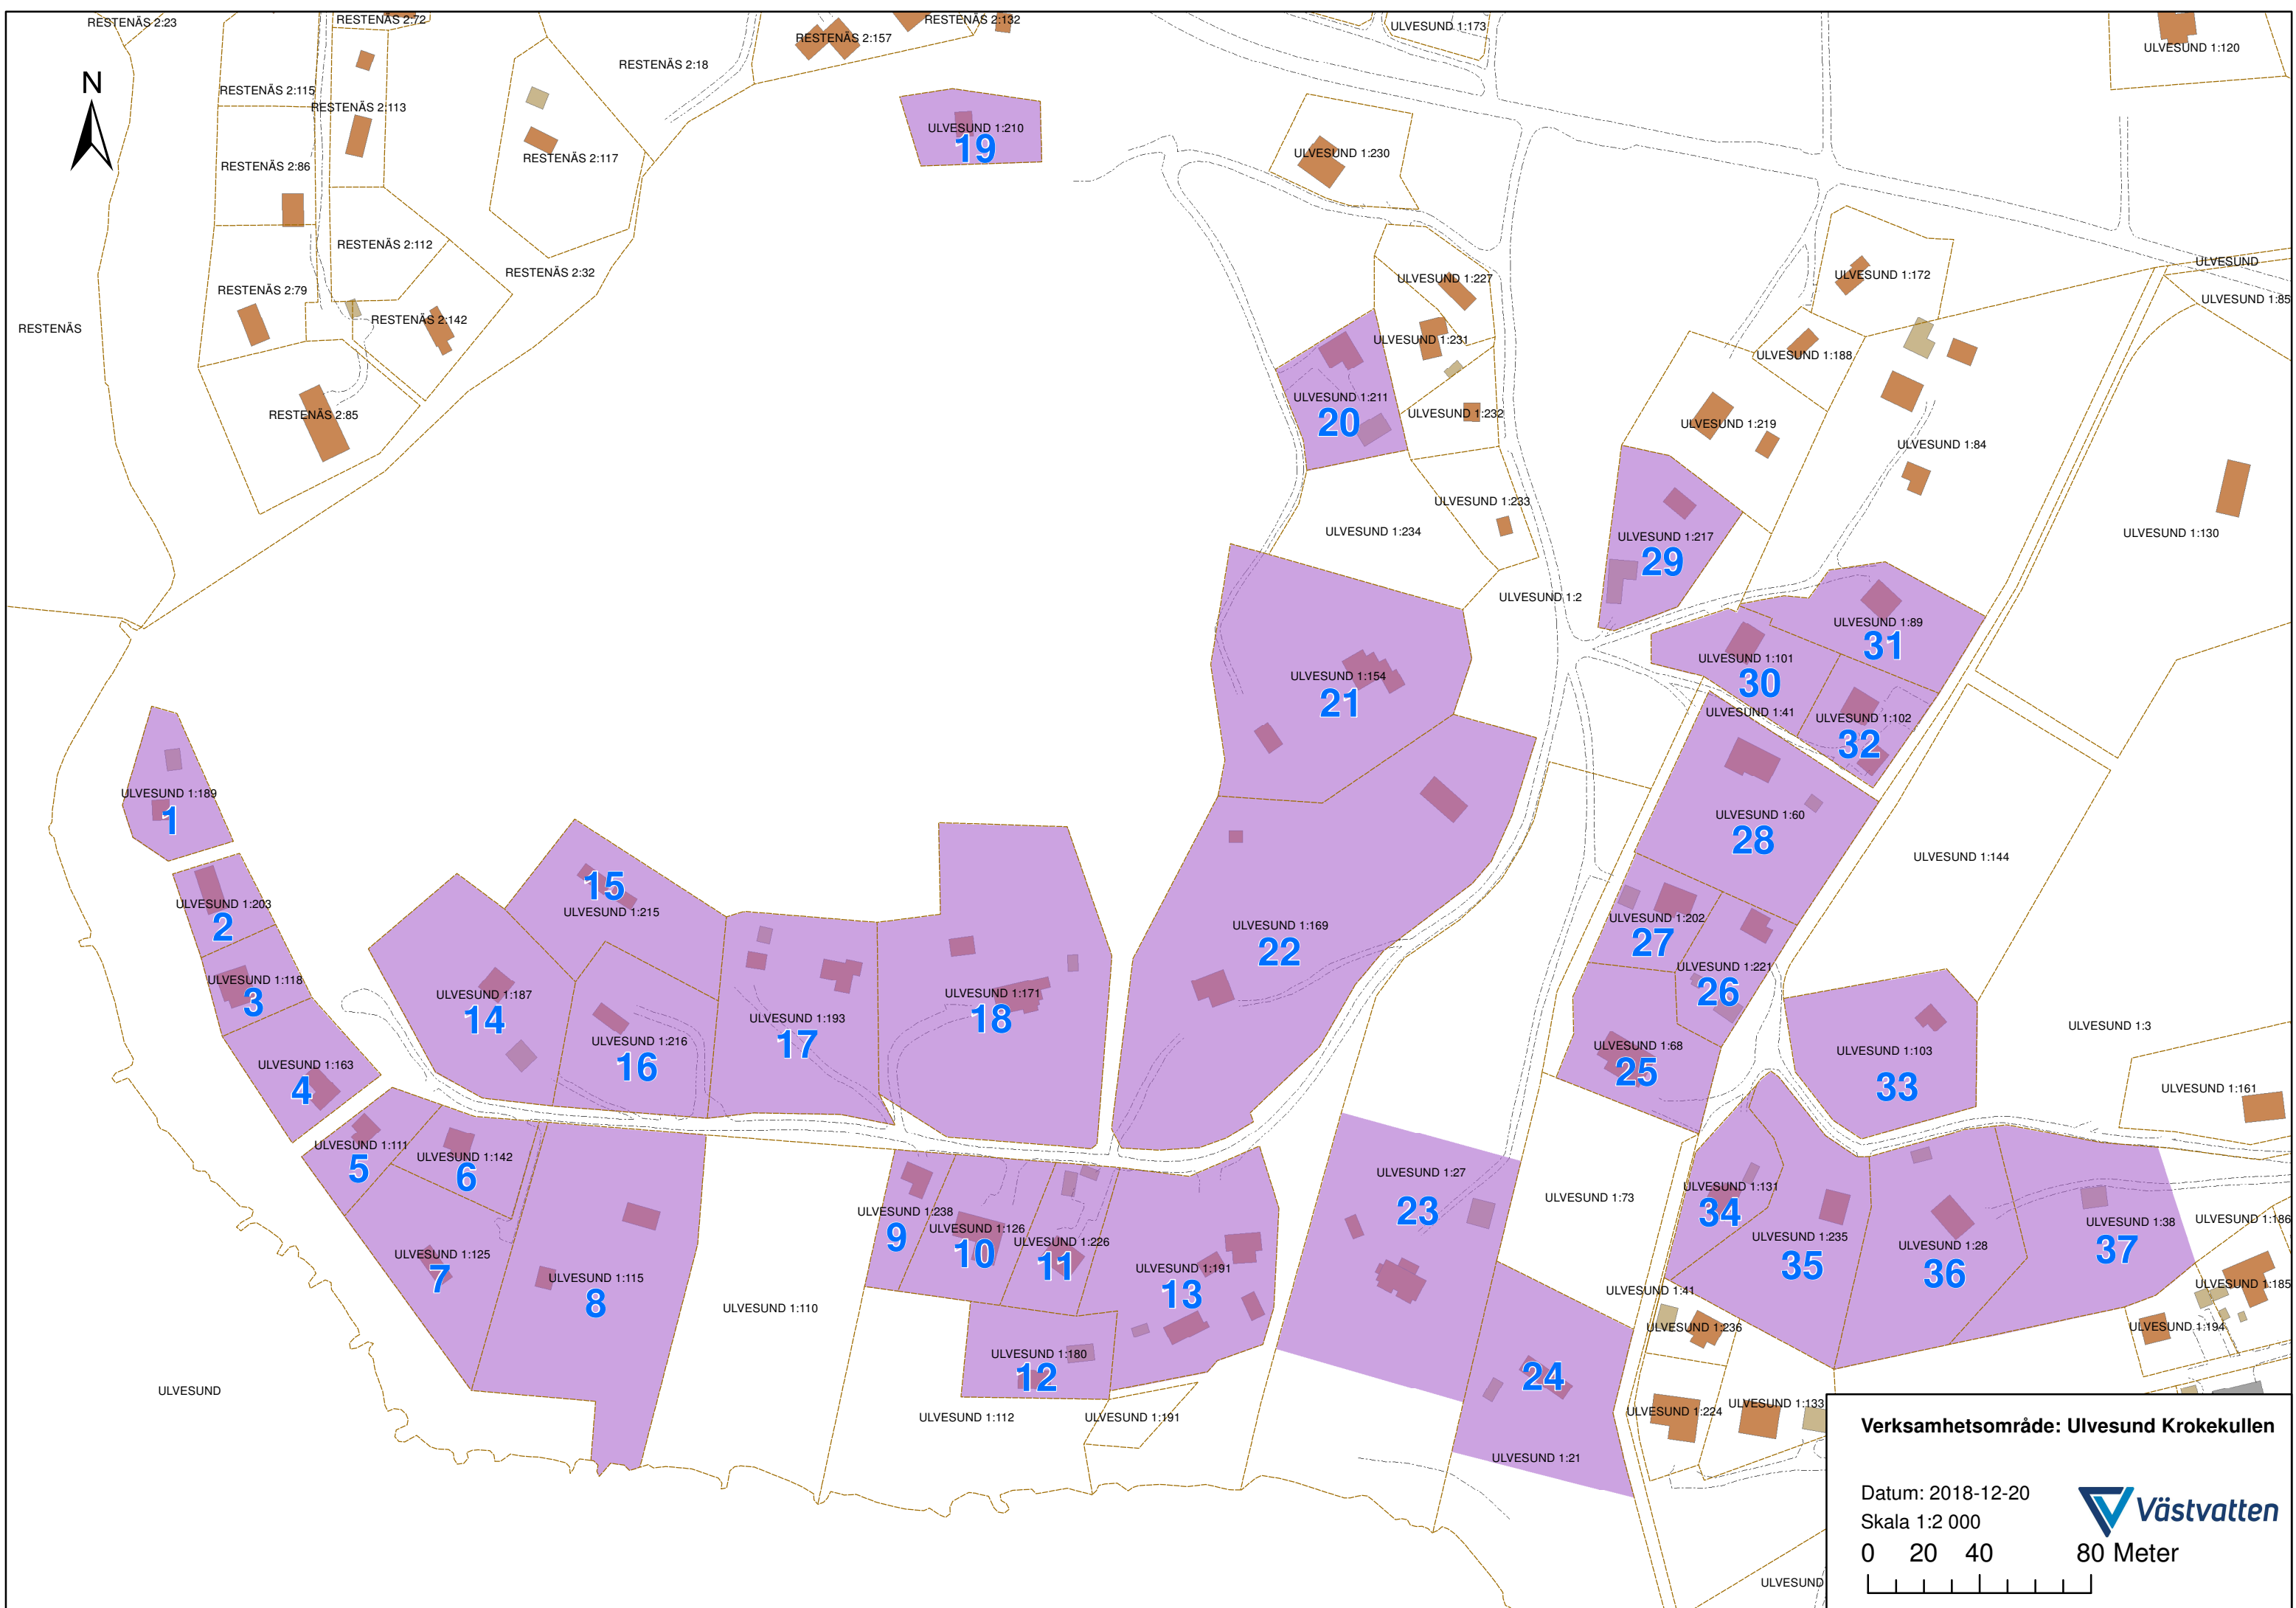 RESTENÄS 2:23
RESTENÄS 2:72
RESTENÄS 2:132
ULVESUND 1:173
RESTENÄS 2:157
ULVESUND 1:120
RESTENÄS 2:18
N
RESTENÄS 2:115
RESTENÄS 2:113
ULVESUND 1:210
19
RESTENÄS 2:86
RESTENÄS 2:117
ULVESUND 1:230
RESTENÄS 2:112
RESTENÄS 2:32
RESTENÄS 2:79
RESTENÄS 2:142
RESTENÄS
RESTENÄS 2:85
ULVESUND 1:227
ULVESUND 1:172
ULVESUND
ULVESUND 1:85
ULVESUND 1:231
ULVESUND 1:188
ULVESUND 1:211
20
ULVESUND 1:232
ULVESUND 1:219
ULVESUND 1:84
ULVESUND 1:233
ULVESUND 1:234
ULVESUND 1:217
29
ULVESUND 1:130
ULVESUND 1:2
ULVESUND 1:89
31
ULVESUND 1:101
30
ULVESUND 1:154
21
ULVESUND 1:41
ULVESUND 1:102
32
ULVESUND 1:189
1
ULVESUND 1:60
28
ULVESUND 1:144
15
ULVESUND 1:215
ULVESUND 1:203
2
ULVESUND 1:169
22
ULVESUND 1:202
27
ULVESUND 1:118
3
ULVESUND 1:187
14
ULVESUND 1:171
18
ULVESUND 1:221
26
ULVESUND 1:193
17
ULVESUND 1:216
16
ULVESUND 1:3
ULVESUND 1:68
25
ULVESUND 1:103
33
ULVESUND 1:163
4
ULVESUND 1:161
ULVESUND 1:111
5
ULVESUND 1:142
6
ULVESUND 1:27
23
ULVESUND 1:73
ULVESUND 1:131
34
ULVESUND 1:238
9
ULVESUND 1:126
10
ULVESUND 1:226
11
ULVESUND 1:235
35
ULVESUND 1:28
36
ULVESUND 1:38
37
ULVESUND 1:186
ULVESUND 1:125
7
ULVESUND 1:115
8
ULVESUND 1:191
13
ULVESUND 1:185
ULVESUND 1:41
ULVESUND 1:110
ULVESUND 1:236
ULVESUND 1:194
ULVESUND 1:180
12
24
ULVESUND
ULVESUND 1:112
ULVESUND 1:191
ULVESUND 1:224
ULVESUND 1:133
ULVESUND 1:21
ULVESUND
Verksamhetsområde: Ulvesund Krokekullen
Datum: 2018-12-20
Västvatten
Skala 1:2 000
0 20 40 80 Meter